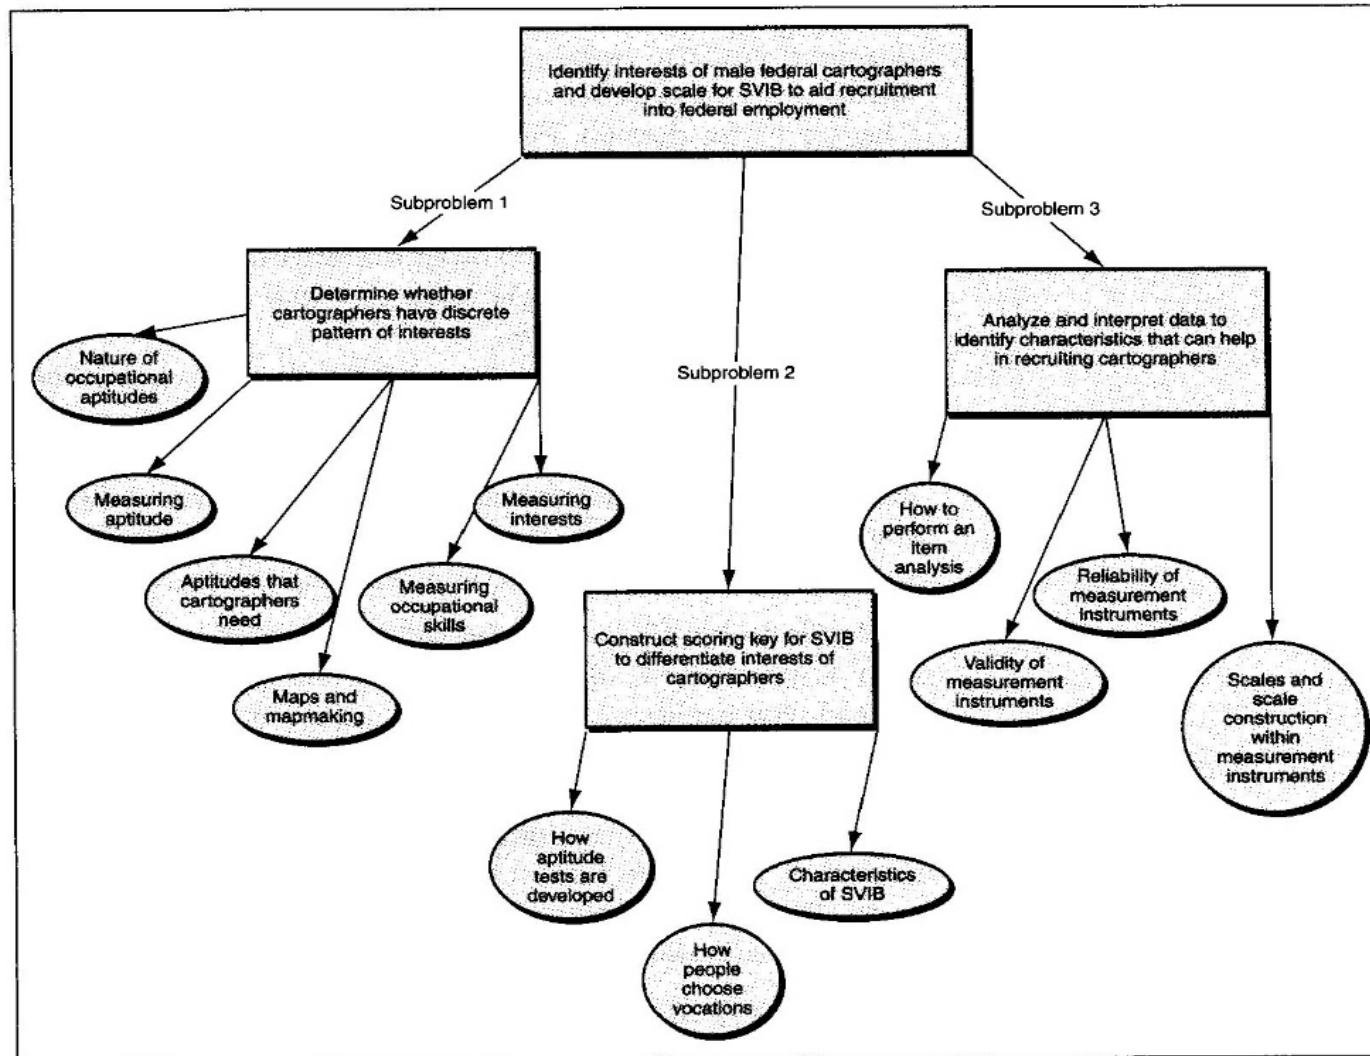 Identify interests of male federal cartographers
and develop scale for SVIB to aid recruitment
into federal employment
Subproblem 1
Subproblem 3
Determine whether
cartographers have discrete
pattern of interests
Analyze and interpret data to
identify characteristics that can help
in recruiting cartographers
Subproblem 2
Nature of
occupational
aptitudes
Measuring
aptitude
Aptitudes that
cartographers
need
Maps and
mapmaking
Measuring
occupational
skills
Measuring
interests
Construct scoring key for SVIB
to differentiate interests of
cartographers
How
aptitude
tests are
developed
How
people
choose
vocations
Characteristics
of SVIB
How to
perform an
item
analysis
Validity of
measurement
instruments
Reliability of
measurement
instruments
Scales and
scale
construction
within
measurement
instruments